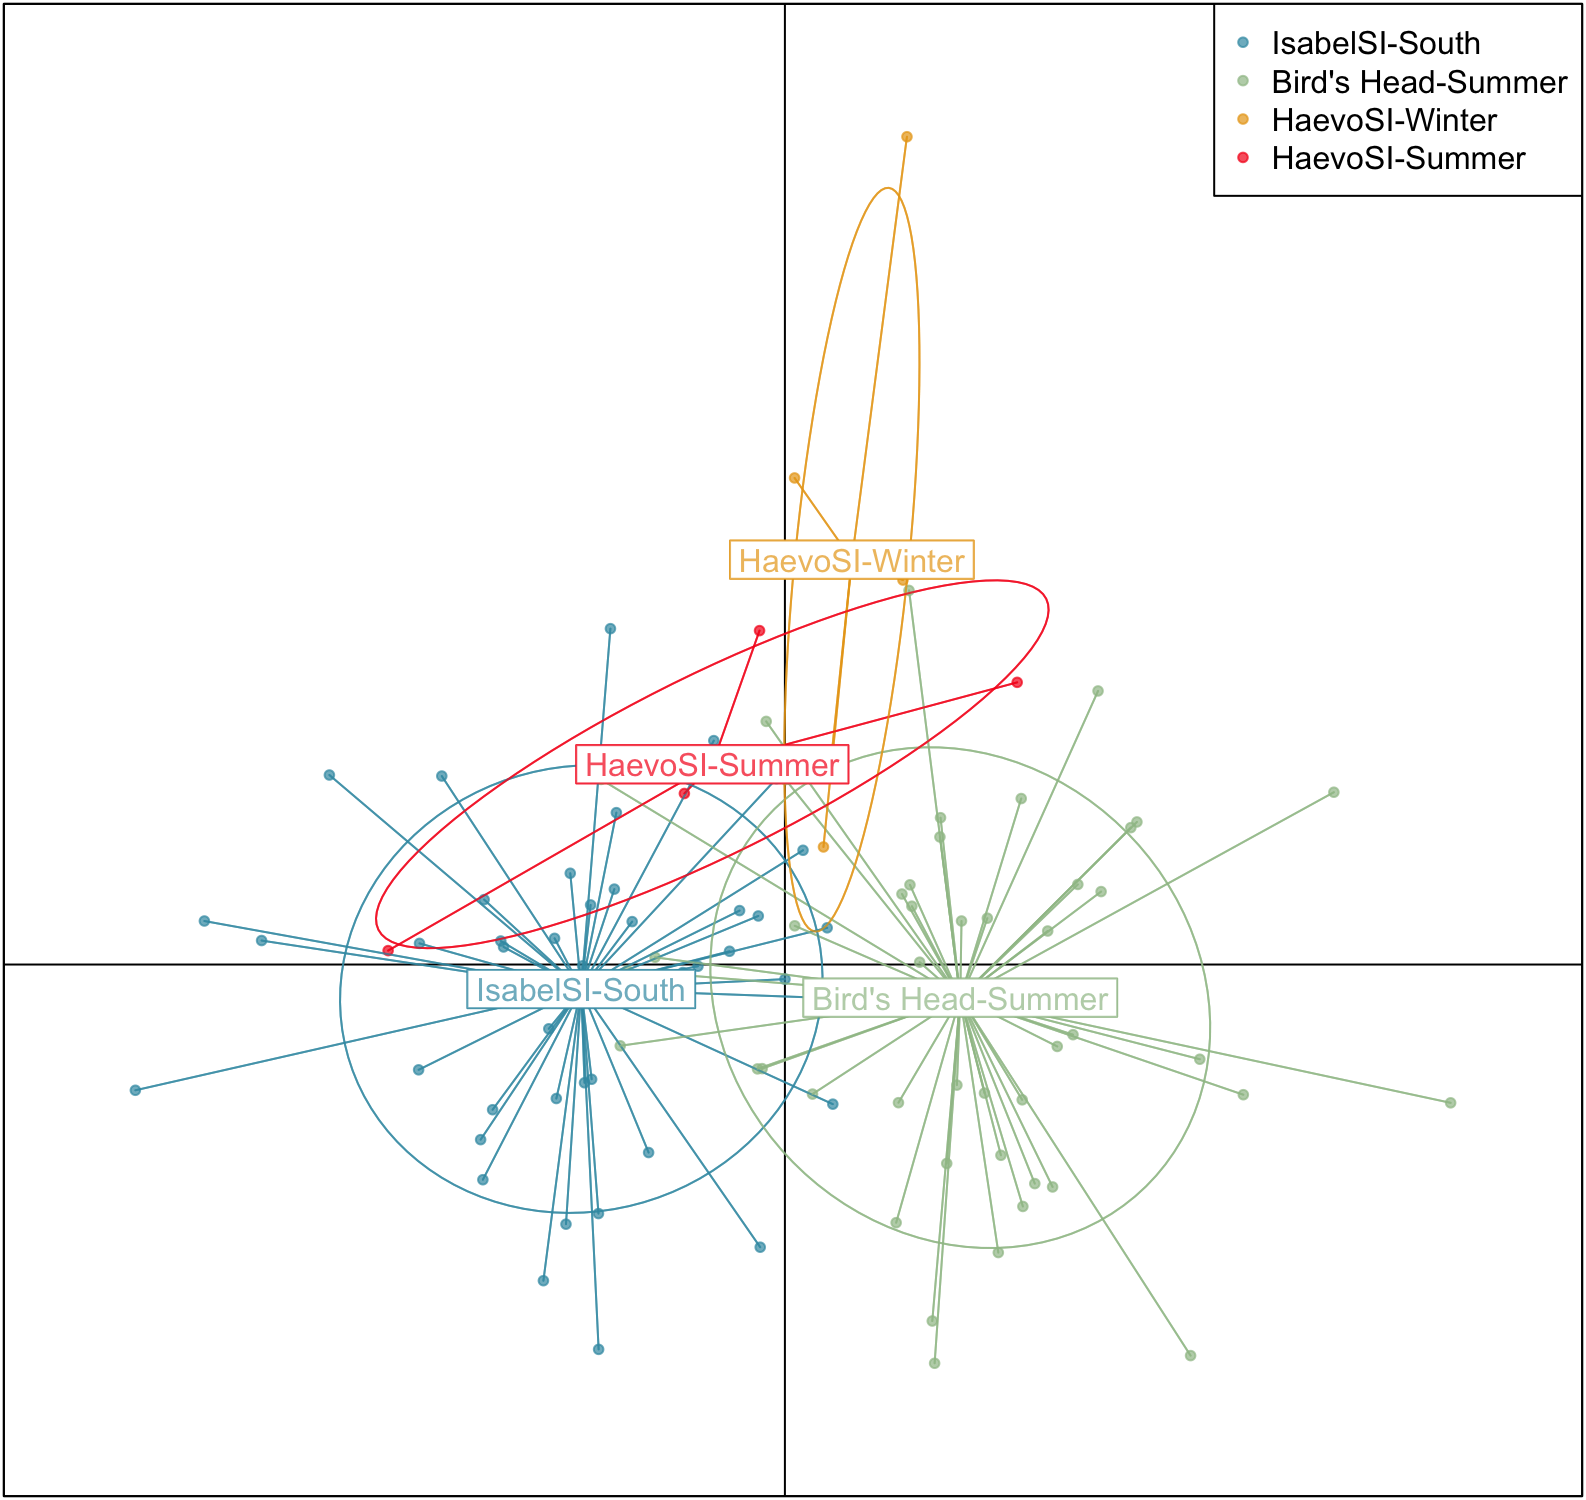 IsabelSI-South
Bird's Head-Summer
HaevoSI-Winter
HaevoSI-Summer
HaevoSI-Winter
HaevoSI-Summer
IsabelSI-South
Bird's Head-Summer